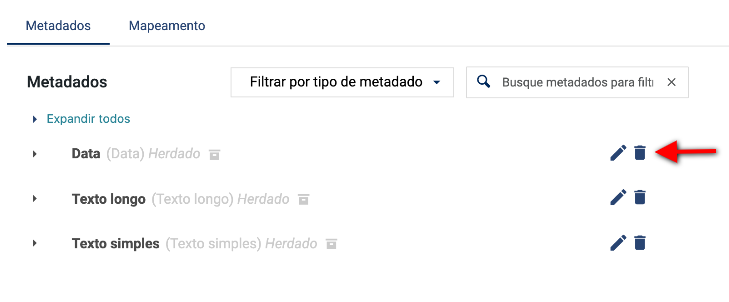 Metadados Mapeamento
Metadados Filtrar por tipo de metadado Busque metadados para filt
Expandir todos
Data (Data) Herdado
Texto longo (Texto longo) Herdado
Texto simples (Texto simples) Herdado